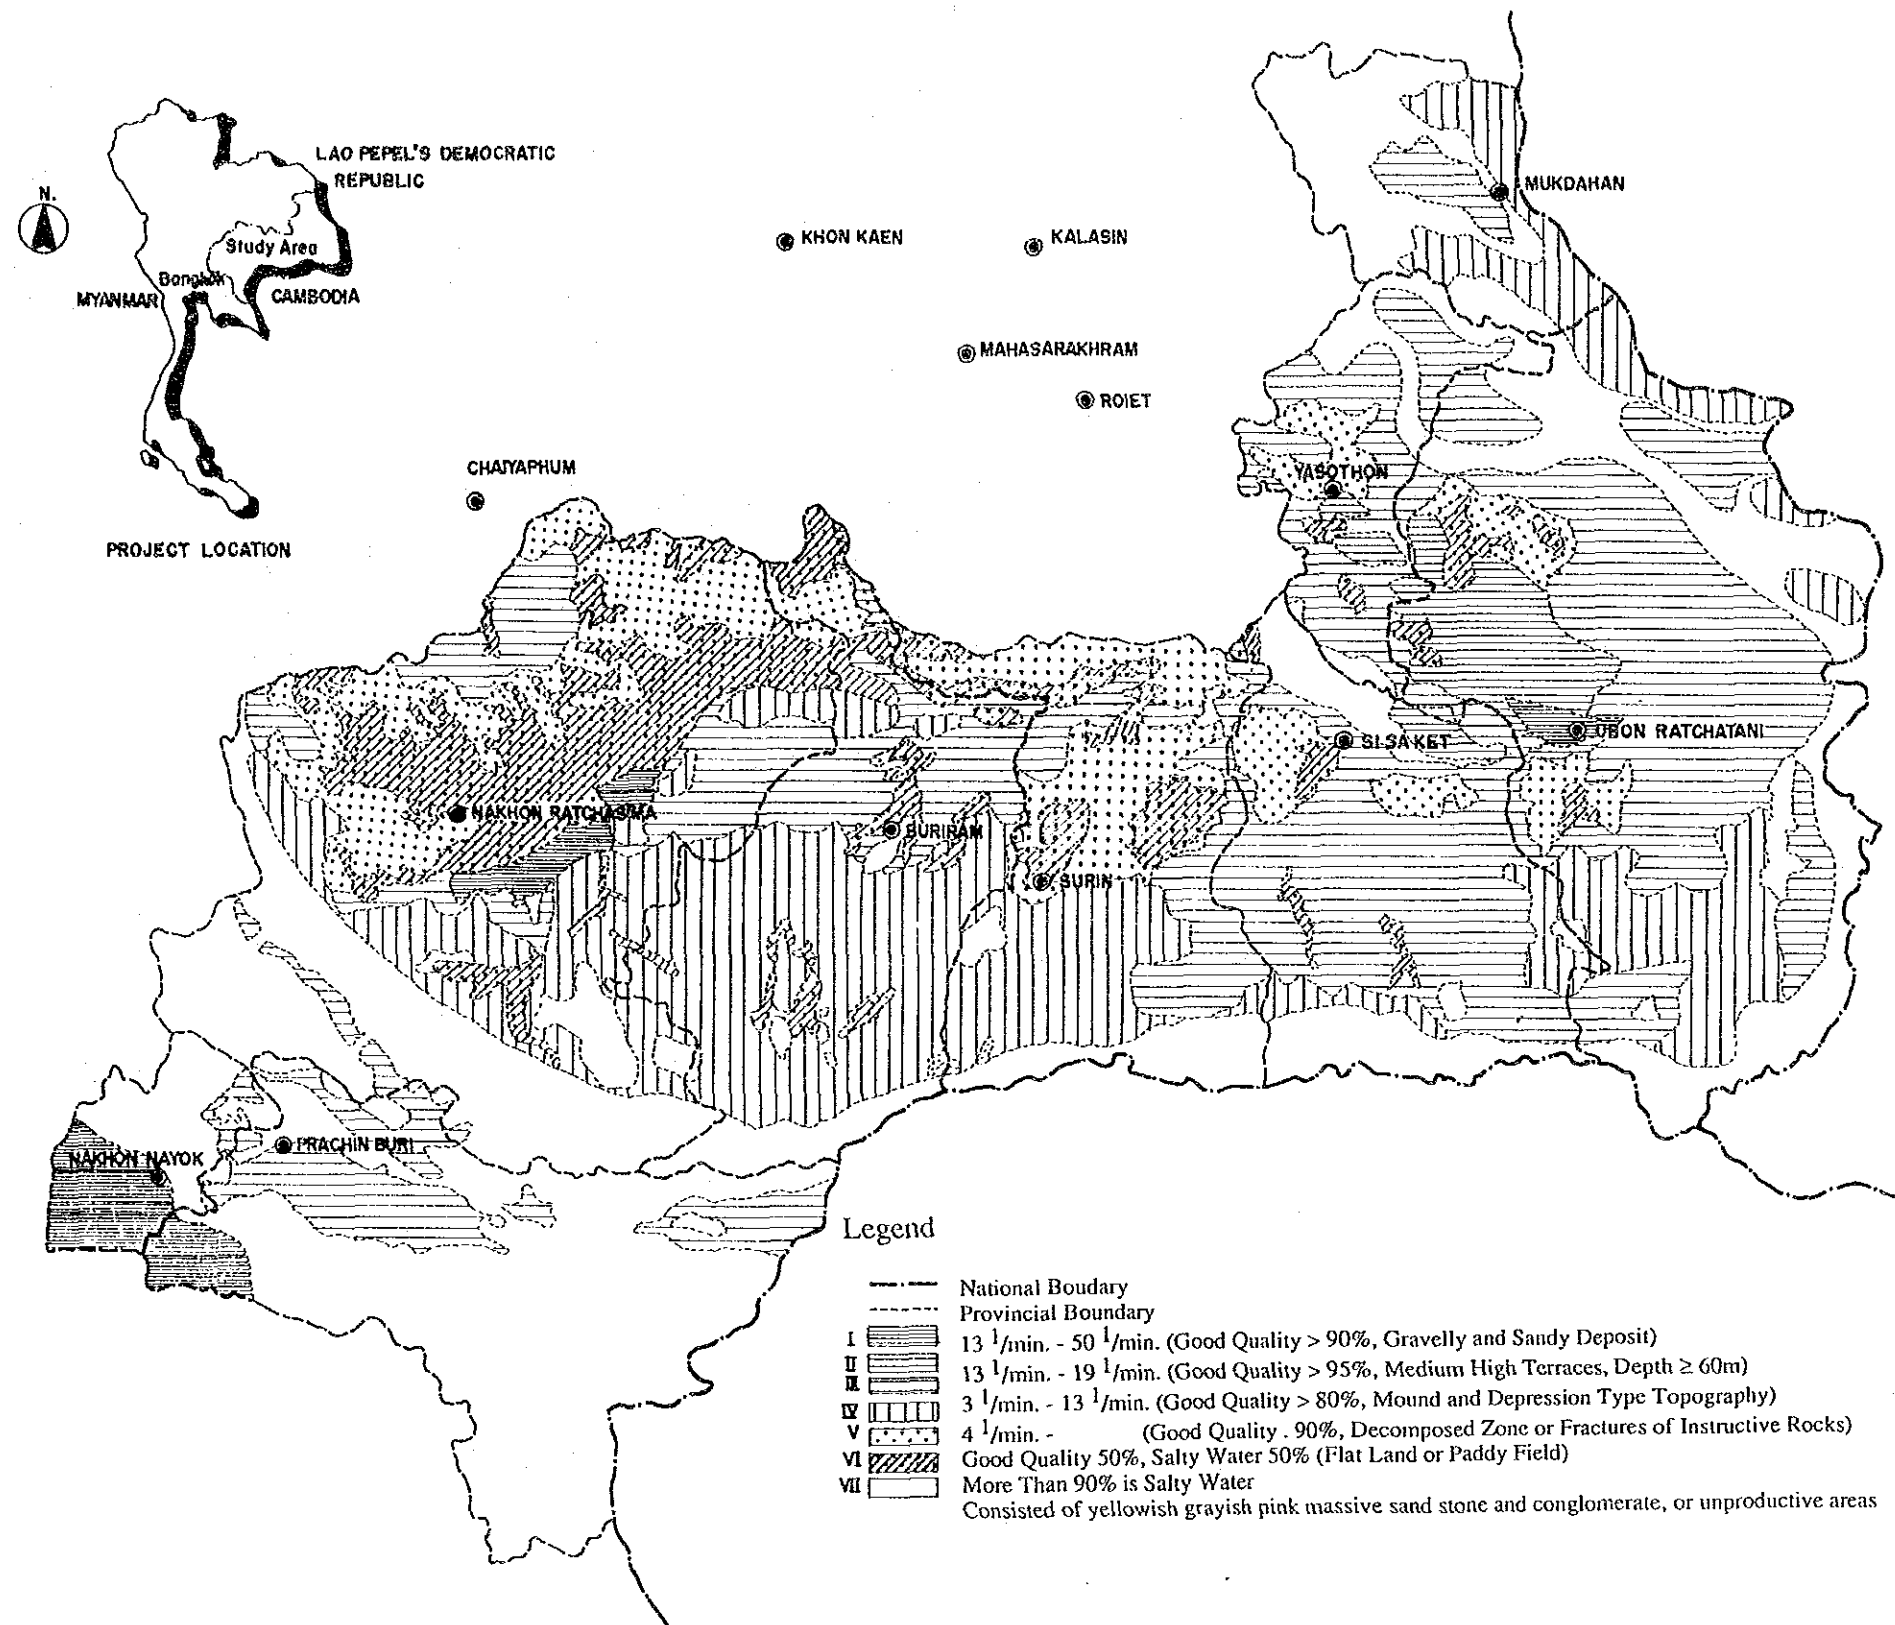 LAO PEPEL'S DEMOCRATIC
REPUBLIC
N.
Study Area
Bangkok
MYANMAR
CAMBODIA
PROJECT LOCATION
MUKDAHAN
KHON KAEN
KALASIN
MAHASARAKHRAM
ROIET
CHAIYAPHUM
YASOTHON
UBON RATCHATANI
SI SA KET
NAKHON RATCHASIMA
BURIRAM
SURIN
PRACHIN BURI
NAKHON NAYOK
Legend
National Boudary
Provincial Boundary
I 13 l/min. - 50 l/min. (Good Quality > 90%, Gravelly and Sandy Deposit)
II 13 l/min. - 19 l/min. (Good Quality > 95%, Medium High Terraces, Depth ≥ 60m)
III
IV 3 l/min. - 13 l/min. (Good Quality > 80%, Mound and Depression Type Topography)
V 4 l/min. - (Good Quality . 90%, Decomposed Zone or Fractures of Instructive Rocks)
VI Good Quality 50%, Salty Water 50% (Flat Land or Paddy Field)
VII More Than 90% is Salty Water
Consisted of yellowish grayish pink massive sand stone and conglomerate, or unproductive areas